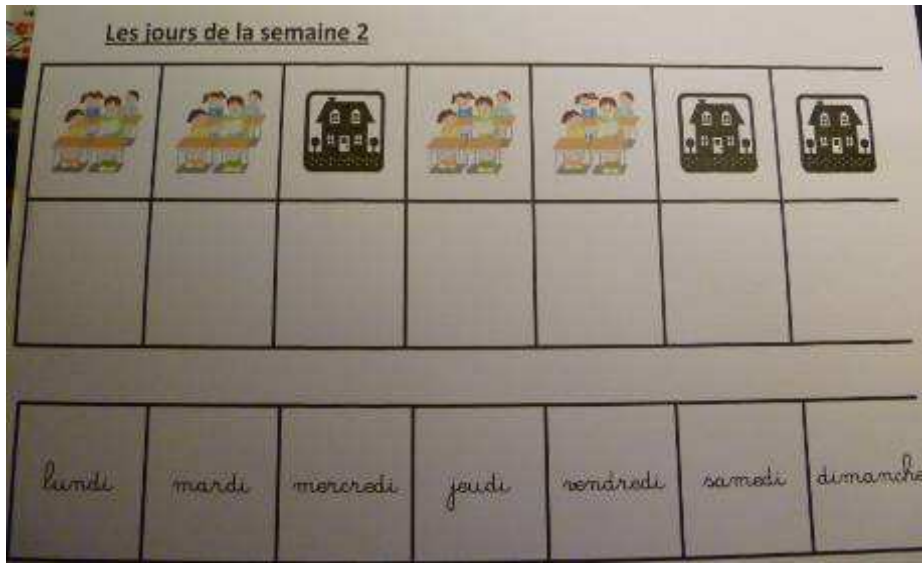 Les jours de la semaine 2
lundi mardi mercredi jeudi vendredi samedi dimanche